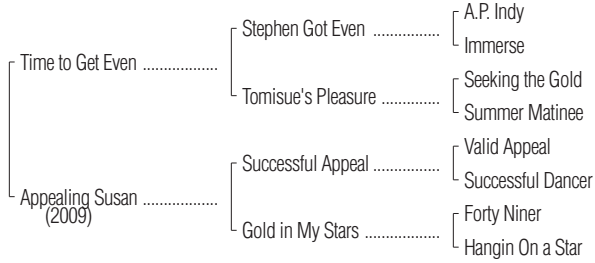 A.P. Indy
Stephen Got Even ................
Immerse
Time to Get Even ..................
Seeking the Gold
Tomisue's Pleasure ..............
Summer Matinee
Valid Appeal
Successful Appeal ................
Successful Dancer
Appealing Susan ..................
(2009)
Forty Niner
Gold in My Stars ..................
Hangin On a Star